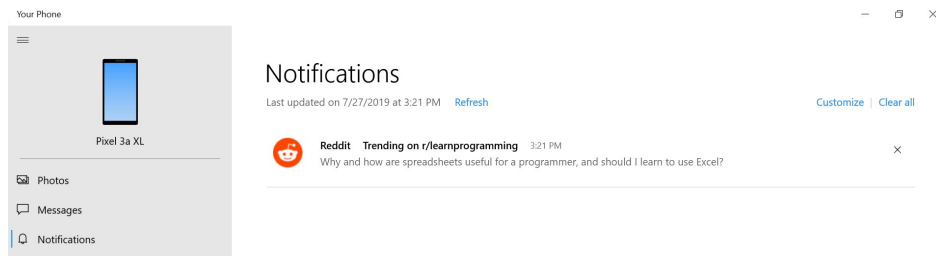 Your Phone
Pixel 3a XL
Photos
Messages
Notifications
Notifications
Last updated on 7/27/2019 at 3:21 PM Refresh
Customize | Clear all
Reddit Trending on r/learnprogramming 3:21 PM
Why and how are spreadsheets useful for a programmer, and should I learn to use Excel?